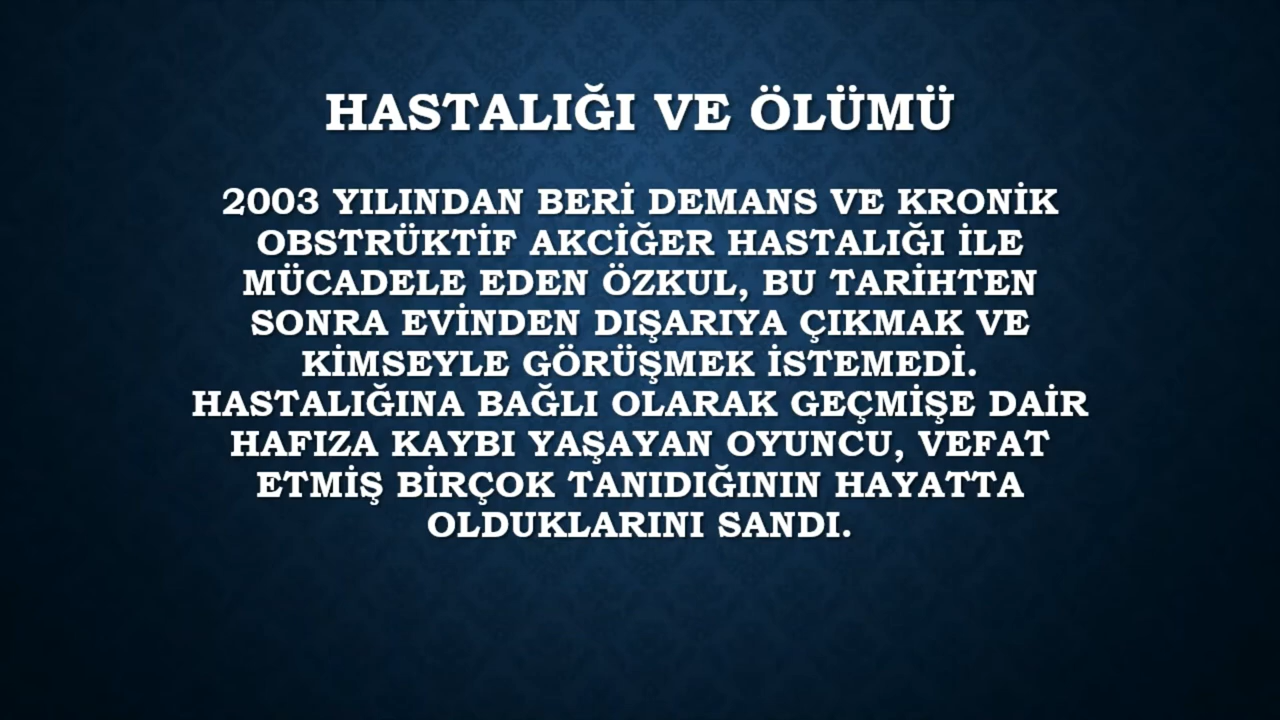 HASTALIĞI VE ÖLÜMÜ
2003 YILINDAN BERİ DEMANS VE KRONİK
OBSTRÜKTİF AKCİĞER HASTALIĞI İLE
MÜCADELE EDEN ÖZKUL, BU TARİHTEN
SONRA EVİNDEN DIŞARIYA ÇIKMAK VE
KİMSEYLE GÖRÜŞMEK İSTEMEDİ.
HASTALIĞINA BAĞLI OLARAK GEÇMİŞE DAİR
HAFIZA KAYBI YAŞAYAN OYUNCU, VEFAT
ETMİŞ BİRÇOK TANIDIĞININ HAYATTA
OLDUKLARINI SANDI.